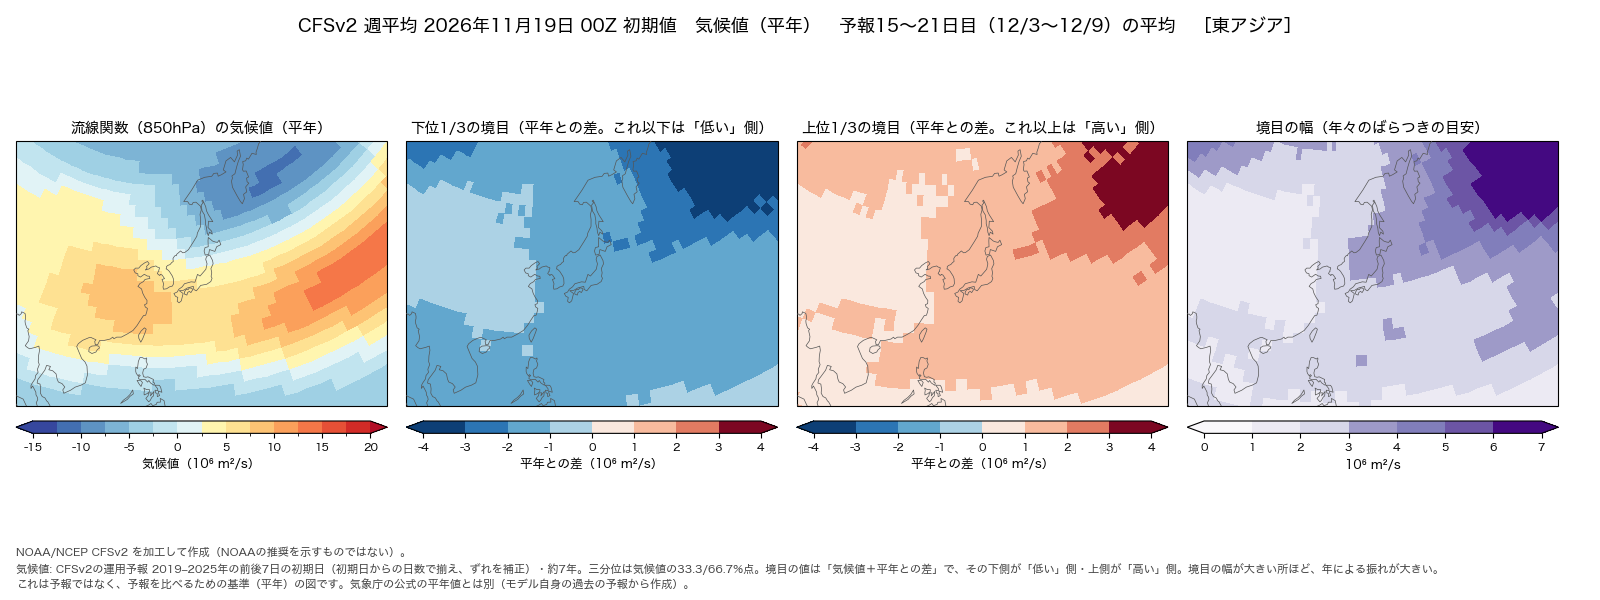 CFSv2 週平均 2026年11月19日 00Z 初期値　気候値（平年）　予報15～21日目（12/3～12/9）の平均　［東アジア］
流線関数（850hPa）の気候値（平年）
下位1/3の境目（平年との差。これ以下は「低い」側）
上位1/3の境目（平年との差。これ以上は「高い」側）
境目の幅（年々のばらつきの目安）
-15 -10 -5 0 5 10 15 20
気候値（10⁶ m²/s）
-4 -3 -2 -1 0 1 2 3 4
平年との差（10⁶ m²/s）
-4 -3 -2 -1 0 1 2 3 4
平年との差（10⁶ m²/s）
0 1 2 3 4 5 6 7
10⁶ m²/s
NOAA/NCEP CFSv2 を加工して作成（NOAAの推奨を示すものではない）。
気候値: CFSv2の運用予報 2019–2025年の前後7日の初期日（初期日からの日数で揃え、ずれを補正）・約7年。三分位は気候値の33.3/66.7%点。境目の値は「気候値＋平年との差」で、その下側が「低い」側・上側が「高い」側。境目の幅が大きい所ほど、年による振れが大きい。
これは予報ではなく、予報を比べるための基準（平年）の図です。気象庁の公式の平年値とは別（モデル自身の過去の予報から作成）。